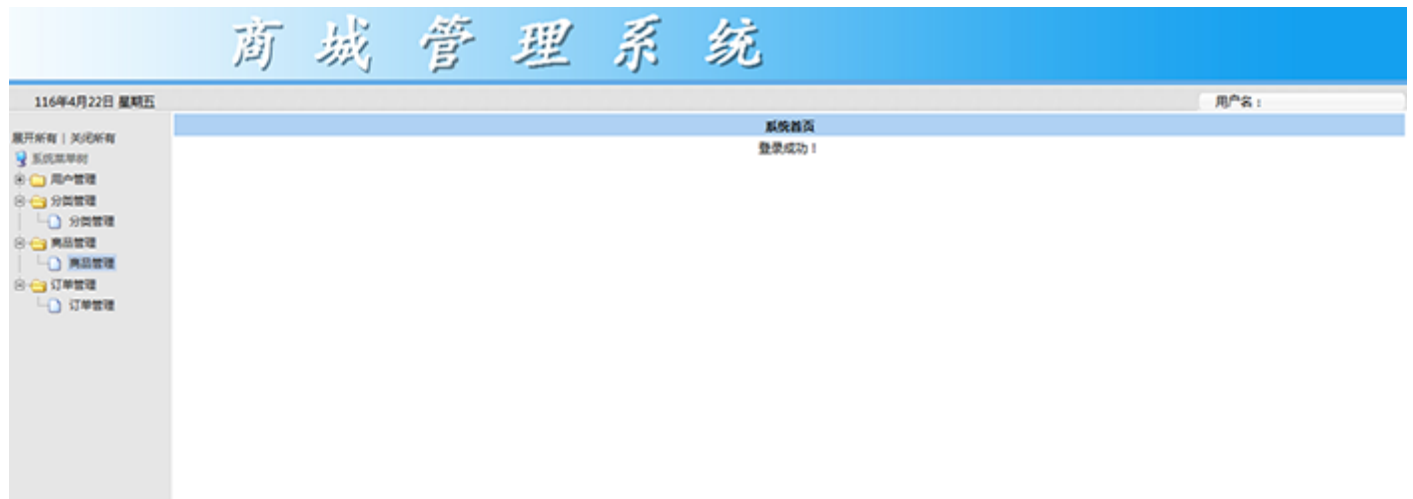 商城管理系统
116年4月22日 星期五
用户名：
展开所有 | 关闭所有
系统菜单树
用户管理
分类管理
分类管理
商品管理
商品管理
订单管理
订单管理
系统首页
登录成功！